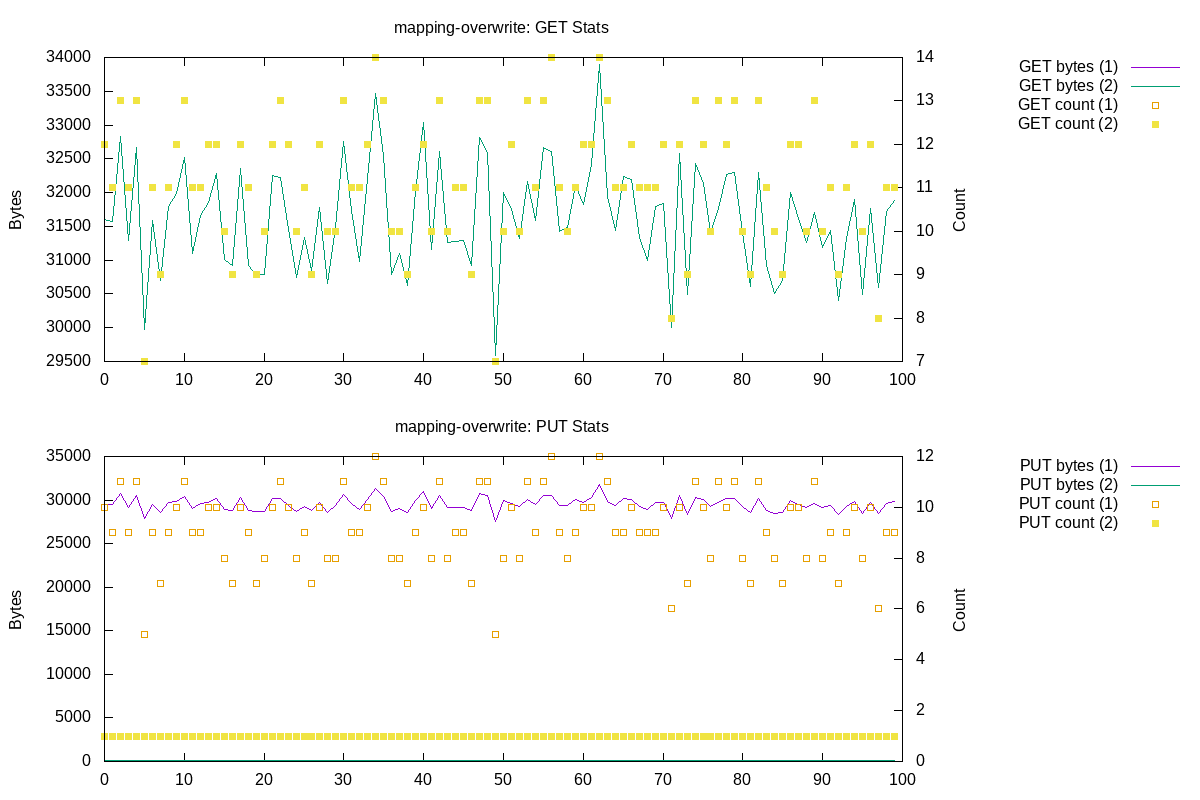 mapping-overwrite: GET Stats
34000
33500
33000
32500
32000
31500
31000
30500
30000
29500
Bytes
14
13
12
11
10
9
8
7
Count
0 10 20 30 40 50 60 70 80 90 100
GET bytes (1)
GET bytes (2)
GET count (1)
GET count (2)
mapping-overwrite: PUT Stats
35000
30000
25000
20000
15000
10000
5000
0
Bytes
12
10
8
6
4
2
0
Count
0 10 20 30 40 50 60 70 80 90 100
PUT bytes (1)
PUT bytes (2)
PUT count (1)
PUT count (2)